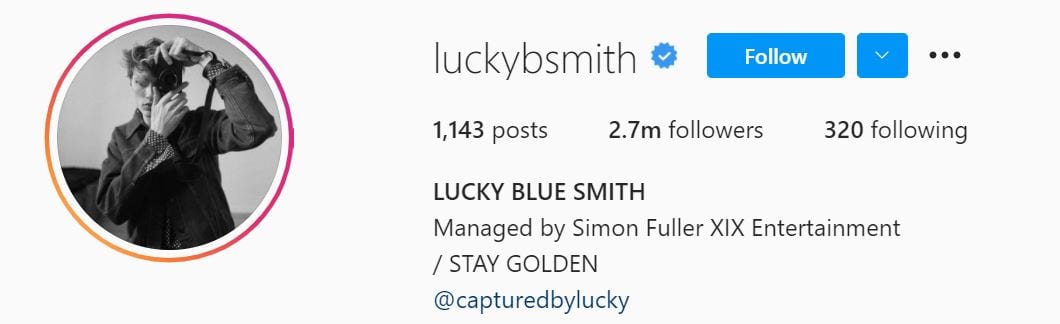 luckybsmith Follow
1,143 posts 2.7m followers 320 following
LUCKY BLUE SMITH
Managed by Simon Fuller XIX Entertainment
/ STAY GOLDEN
@capturedbylucky